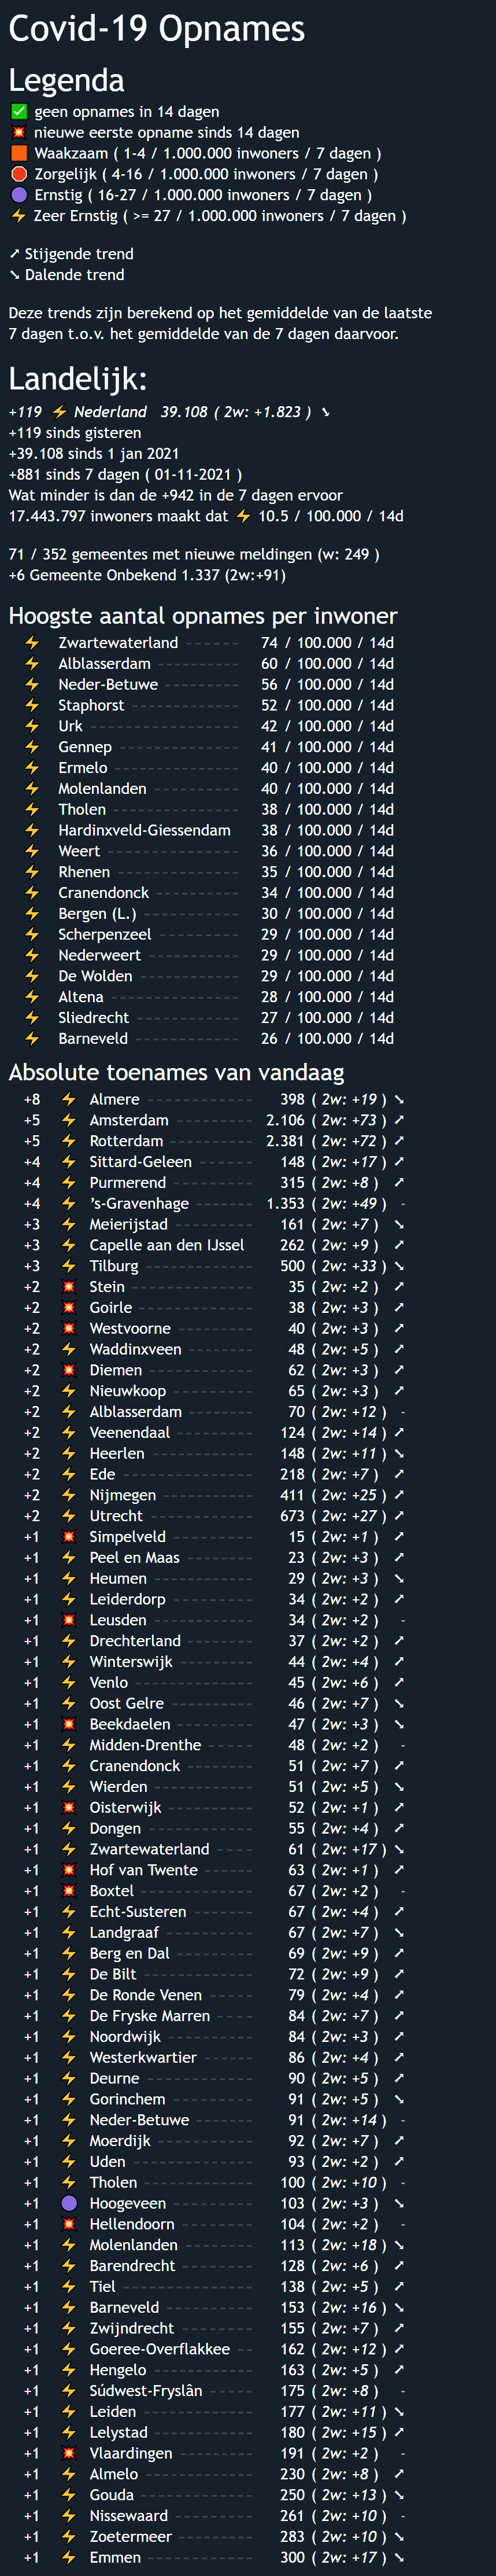 Covid-19 Opnames
Legenda
✅ geen opnames in 14 dagen
💥 nieuwe eerste opname sinds 14 dagen
🟧 Waakzaam ( 1-4 / 1.000.000 inwoners / 7 dagen )
🛑 Zorgelijk ( 4-16 / 1.000.000 inwoners / 7 dagen )
🟣 Ernstig ( 16-27 / 1.000.000 inwoners / 7 dagen )
⚡ Zeer Ernstig ( >= 27 / 1.000.000 inwoners / 7 dagen )
➚ Stijgende trend
➘ Dalende trend
Deze trends zijn berekend op het gemiddelde van de laatste
7 dagen t.o.v. het gemiddelde van de 7 dagen daarvoor.
Landelijk:
+119 ⚡ Nederland 39.108 ( 2w: +1.823 ) ➘
+119 sinds gisteren
+39.108 sinds 1 jan 2021
+881 sinds 7 dagen ( 01-11-2021 )
Wat minder is dan de +942 in de 7 dagen ervoor
17.443.797 inwoners maakt dat ⚡ 10.5 / 100.000 / 14d
71 / 352 gemeentes met nieuwe meldingen (w: 249 )
+6 Gemeente Onbekend 1.337 (2w:+91)
Hoogste aantal opnames per inwoner
⚡ Zwartewaterland ------- 74 / 100.000 / 14d
⚡ Alblasserdam ---------- 60 / 100.000 / 14d
⚡ Neder-Betuwe --------- 56 / 100.000 / 14d
⚡ Staphorst ------------ 52 / 100.000 / 14d
⚡ Urk ----------------- 42 / 100.000 / 14d
⚡ Gennep ------------- 41 / 100.000 / 14d
⚡ Ermelo -------------- 40 / 100.000 / 14d
⚡ Molenlanden ---------- 40 / 100.000 / 14d
⚡ Tholen -------------- 38 / 100.000 / 14d
⚡ Hardinxveld-Giessendam 38 / 100.000 / 14d
⚡ Weert --------------- 36 / 100.000 / 14d
⚡ Rhenen ------------- 35 / 100.000 / 14d
⚡ Cranendonck ---------- 34 / 100.000 / 14d
⚡ Bergen (L.) ----------- 30 / 100.000 / 14d
⚡ Scherpenzeel --------- 29 / 100.000 / 14d
⚡ Nederweert ---------- 29 / 100.000 / 14d
⚡ De Wolden ----------- 29 / 100.000 / 14d
⚡ Altena -------------- 28 / 100.000 / 14d
⚡ Sliedrecht ----------- 27 / 100.000 / 14d
⚡ Barneveld ----------- 26 / 100.000 / 14d
Absolute toenames van vandaag
+8 ⚡ Almere --------------- 398 ( 2w: +19 ) ➘
+5 ⚡ Amsterdam ----------- 2.106 ( 2w: +73 ) ➚
+5 ⚡ Rotterdam ------------ 2.381 ( 2w: +72 ) ➚
+4 ⚡ Sittard-Geleen -------- 148 ( 2w: +17 ) ➚
+4 ⚡ Purmerend ----------- 315 ( 2w: +8 ) ➚
+4 ⚡ ’s-Gravenhage --------- 1.353 ( 2w: +49 ) -
+3 ⚡ Meierijstad ----------- 161 ( 2w: +7 ) ➘
+3 ⚡ Capelle aan den IJssel 262 ( 2w: +9 ) ➚
+3 ⚡ Tilburg --------------- 500 ( 2w: +33 ) ➘
+2 💥 Stein ---------------- 35 ( 2w: +2 ) ➚
+2 💥 Goirle --------------- 38 ( 2w: +3 ) ➚
+2 💥 Westvoorne ---------- 40 ( 2w: +3 ) ➚
+2 ⚡ Waddinxveen --------- 48 ( 2w: +5 ) ➚
+2 💥 Diemen -------------- 62 ( 2w: +3 ) ➚
+2 ⚡ Nieuwkoop ----------- 65 ( 2w: +3 ) ➚
+2 ⚡ Alblasserdam --------- 70 ( 2w: +12 ) -
+2 ⚡ Veenendaal ---------- 124 ( 2w: +14 ) ➚
+2 ⚡ Heerlen -------------- 148 ( 2w: +11 ) ➘
+2 ⚡ Ede ----------------- 218 ( 2w: +7 ) ➚
+2 ⚡ Nijmegen ------------ 411 ( 2w: +25 ) ➚
+2 ⚡ Utrecht -------------- 673 ( 2w: +27 ) ➚
+1 💥 Simpelveld ----------- 15 ( 2w: +1 ) ➚
+1 ⚡ Peel en Maas --------- 23 ( 2w: +3 ) ➚
+1 ⚡ Heumen ------------- 29 ( 2w: +3 ) ➘
+1 ⚡ Leiderdorp ----------- 34 ( 2w: +2 ) ➚
+1 💥 Leusden ------------- 34 ( 2w: +2 ) -
+1 ⚡ Drechterland --------- 37 ( 2w: +2 ) ➚
+1 ⚡ Winterswijk ---------- 44 ( 2w: +4 ) ➚
+1 ⚡ Venlo --------------- 45 ( 2w: +6 ) ➚
+1 ⚡ Oost Gelre ----------- 46 ( 2w: +7 ) ➘
+1 💥 Beekdaelen ---------- 47 ( 2w: +3 ) ➘
+1 ⚡ Midden-Drenthe ------ 48 ( 2w: +2 ) -
+1 ⚡ Cranendonck --------- 51 ( 2w: +7 ) ➚
+1 ⚡ Wierden ------------- 51 ( 2w: +5 ) ➘
+1 💥 Oisterwijk ----------- 52 ( 2w: +1 ) ➚
+1 ⚡ Dongen ------------- 55 ( 2w: +4 ) ➚
+1 ⚡ Zwartewaterland ----- 61 ( 2w: +17 ) ➘
+1 💥 Hof van Twente ------ 63 ( 2w: +1 ) ➚
+1 💥 Boxtel -------------- 67 ( 2w: +2 ) -
+1 ⚡ Echt-Susteren -------- 67 ( 2w: +4 ) ➚
+1 ⚡ Landgraaf ------------ 67 ( 2w: +7 ) ➘
+1 ⚡ Berg en Dal ---------- 69 ( 2w: +9 ) ➚
+1 ⚡ De Bilt -------------- 72 ( 2w: +9 ) ➚
+1 ⚡ De Ronde Venen ------ 79 ( 2w: +4 ) ➚
+1 ⚡ De Fryske Marren ----- 84 ( 2w: +7 ) ➚
+1 ⚡ Noordwijk ----------- 84 ( 2w: +3 ) ➚
+1 ⚡ Westerkwartier ------ 86 ( 2w: +4 ) ➚
+1 ⚡ Deurne -------------- 90 ( 2w: +5 ) ➚
+1 ⚡ Gorinchem ----------- 91 ( 2w: +5 ) ➘
+1 ⚡ Neder-Betuwe -------- 91 ( 2w: +14 ) -
+1 ⚡ Moerdijk ------------ 92 ( 2w: +7 ) ➚
+1 ⚡ Uden --------------- 93 ( 2w: +2 ) ➚
+1 ⚡ Tholen -------------- 100 ( 2w: +10 ) -
+1 🟣 Hoogeveen ----------- 103 ( 2w: +3 ) ➘
+1 💥 Hellendoorn ---------- 104 ( 2w: +2 ) -
+1 ⚡ Molenlanden --------- 113 ( 2w: +18 ) ➘
+1 ⚡ Barendrecht ---------- 128 ( 2w: +6 ) ➚
+1 ⚡ Tiel ----------------- 138 ( 2w: +5 ) ➚
+1 ⚡ Barneveld ------------ 153 ( 2w: +16 ) ➘
+1 ⚡ Zwijndrecht ---------- 155 ( 2w: +7 ) ➚
+1 ⚡ Goeree-Overflakkee -- 162 ( 2w: +12 ) ➚
+1 ⚡ Hengelo ------------- 163 ( 2w: +5 ) ➚
+1 ⚡ Súdwest-Fryslân ------ 175 ( 2w: +8 ) -
+1 ⚡ Leiden -------------- 177 ( 2w: +11 ) ➘
+1 ⚡ Lelystad ------------- 180 ( 2w: +15 ) ➚
+1 💥 Vlaardingen ---------- 191 ( 2w: +2 ) -
+1 ⚡ Almelo -------------- 230 ( 2w: +8 ) ➚
+1 ⚡ Gouda --------------- 250 ( 2w: +13 ) ➘
+1 ⚡ Nissewaard ---------- 261 ( 2w: +10 ) -
+1 ⚡ Zoetermeer ---------- 283 ( 2w: +10 ) ➘
+1 ⚡ Emmen -------------- 300 ( 2w: +17 ) ➘